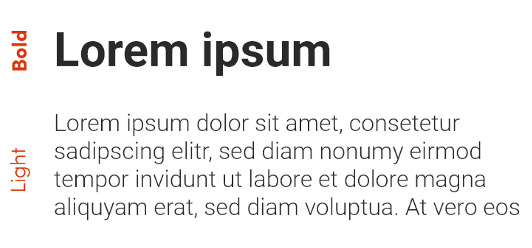 Bold
Lorem ipsum
Light
Lorem ipsum dolor sit amet, consetetur
sadipscing elitr, sed diam nonumy eirmod
tempor invidunt ut labore et dolore magna
aliquyam erat, sed diam voluptua. At vero eos